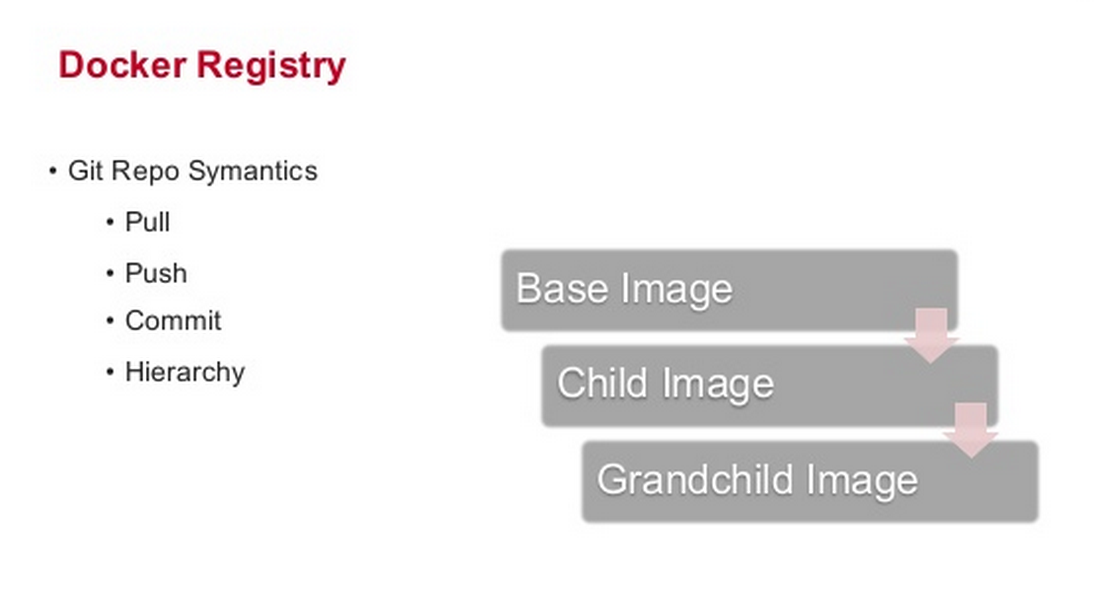 Docker Registry
• Git Repo Symantics
• Pull
• Push
• Commit
• Hierarchy
Base Image
Child Image
Grandchild Image